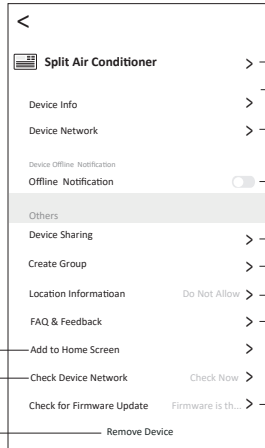 <
Split Air Conditioner >
Device Info >
Device Network >
Device Offline Notification
Offline Notification
Others
Device Sharing >
Create Group >
Location Informatioan Do Not Allow >
FAQ & Feedback >
Add to Home Screen >
Check Device Network Check Now >
Check for Firmware Update Firmware is th... >
Remove Device